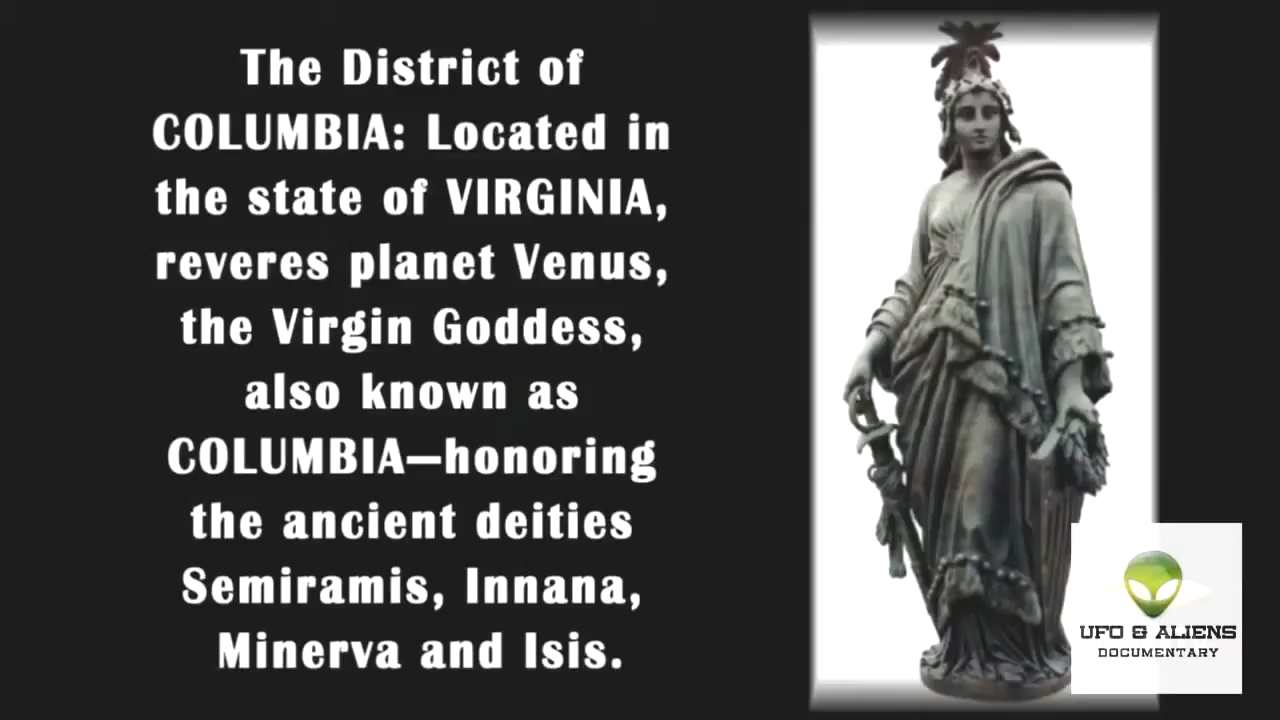 The District of
COLUMBIA: Located in
the state of VIRGINIA,
reveres planet Venus,
the Virgin Goddess,
also known as
COLUMBIA—honoring
the ancient deities
Semiramis, Innana,
Minerva and Isis.
UFO & ALIENS
DOCUMENTARY